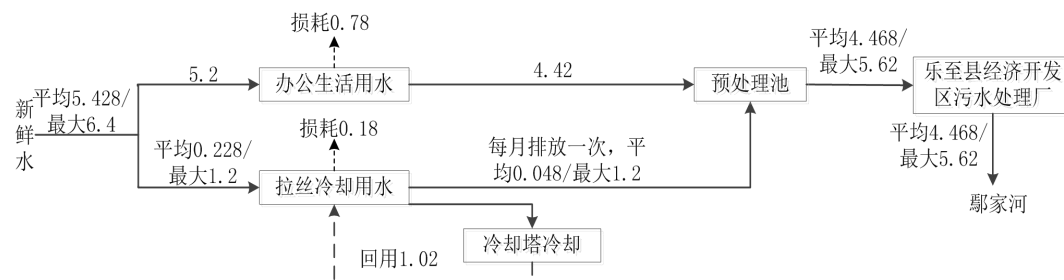 损耗0.78
平均4.468/
最大5.62
5.2
办公生活用水
4.42
预处理池
乐至县经济开发
区污水处理厂
新
鲜
水
平均5.428/
最大6.4
损耗0.18
平均0.228/
最大1.2
拉丝冷却用水
每月排放一次，平
均0.048/最大1.2
平均4.468/
最大5.62
鄢家河
冷却塔冷却
回用1.02